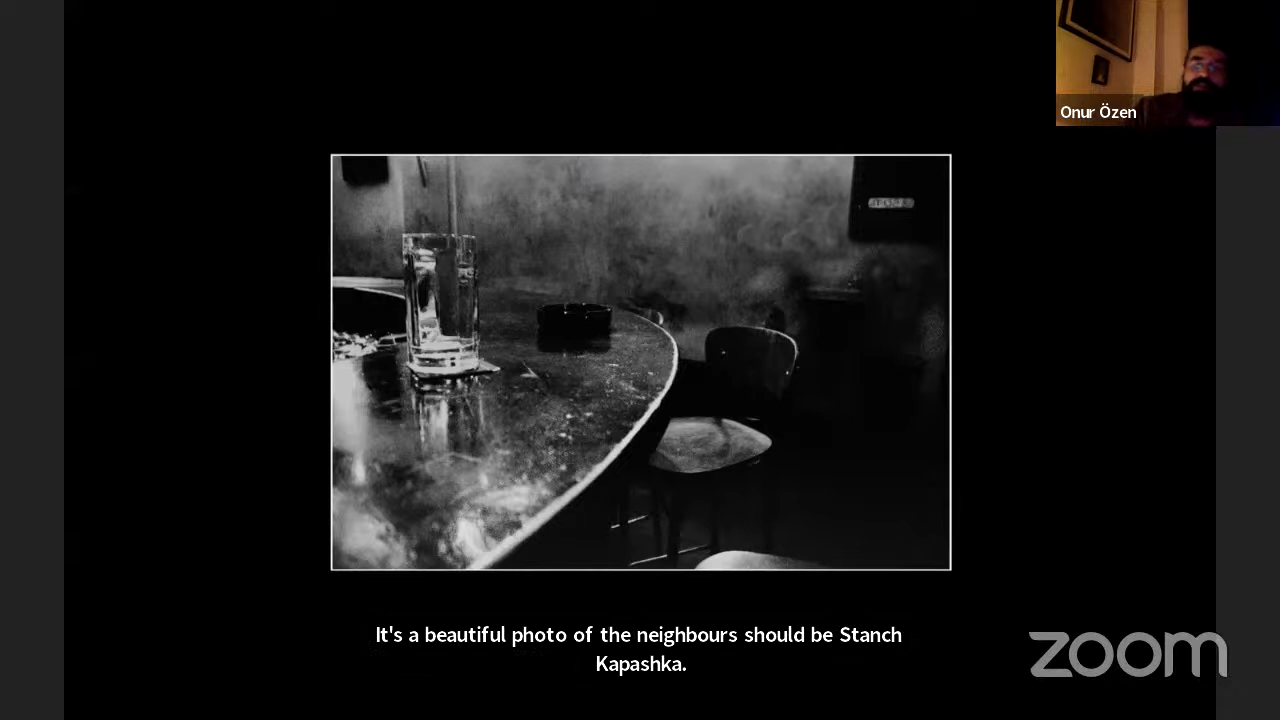 Onur Özen
It's a beautiful photo of the neighbours should be Stanch
Kapashka.
zoom